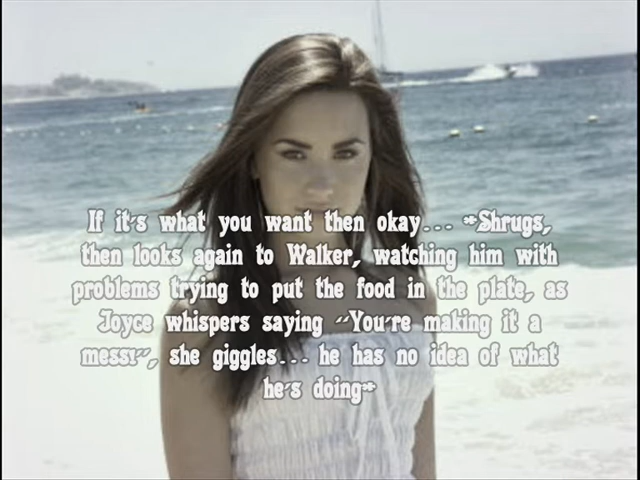 If it's what you want then okay... *Shrugs,
then looks again to Walker, watching him with
problems trying to put the food in the plate, as
Joyce whispers saying "You're making it a
mess!", she giggles... he has no idea of what
he's doing*